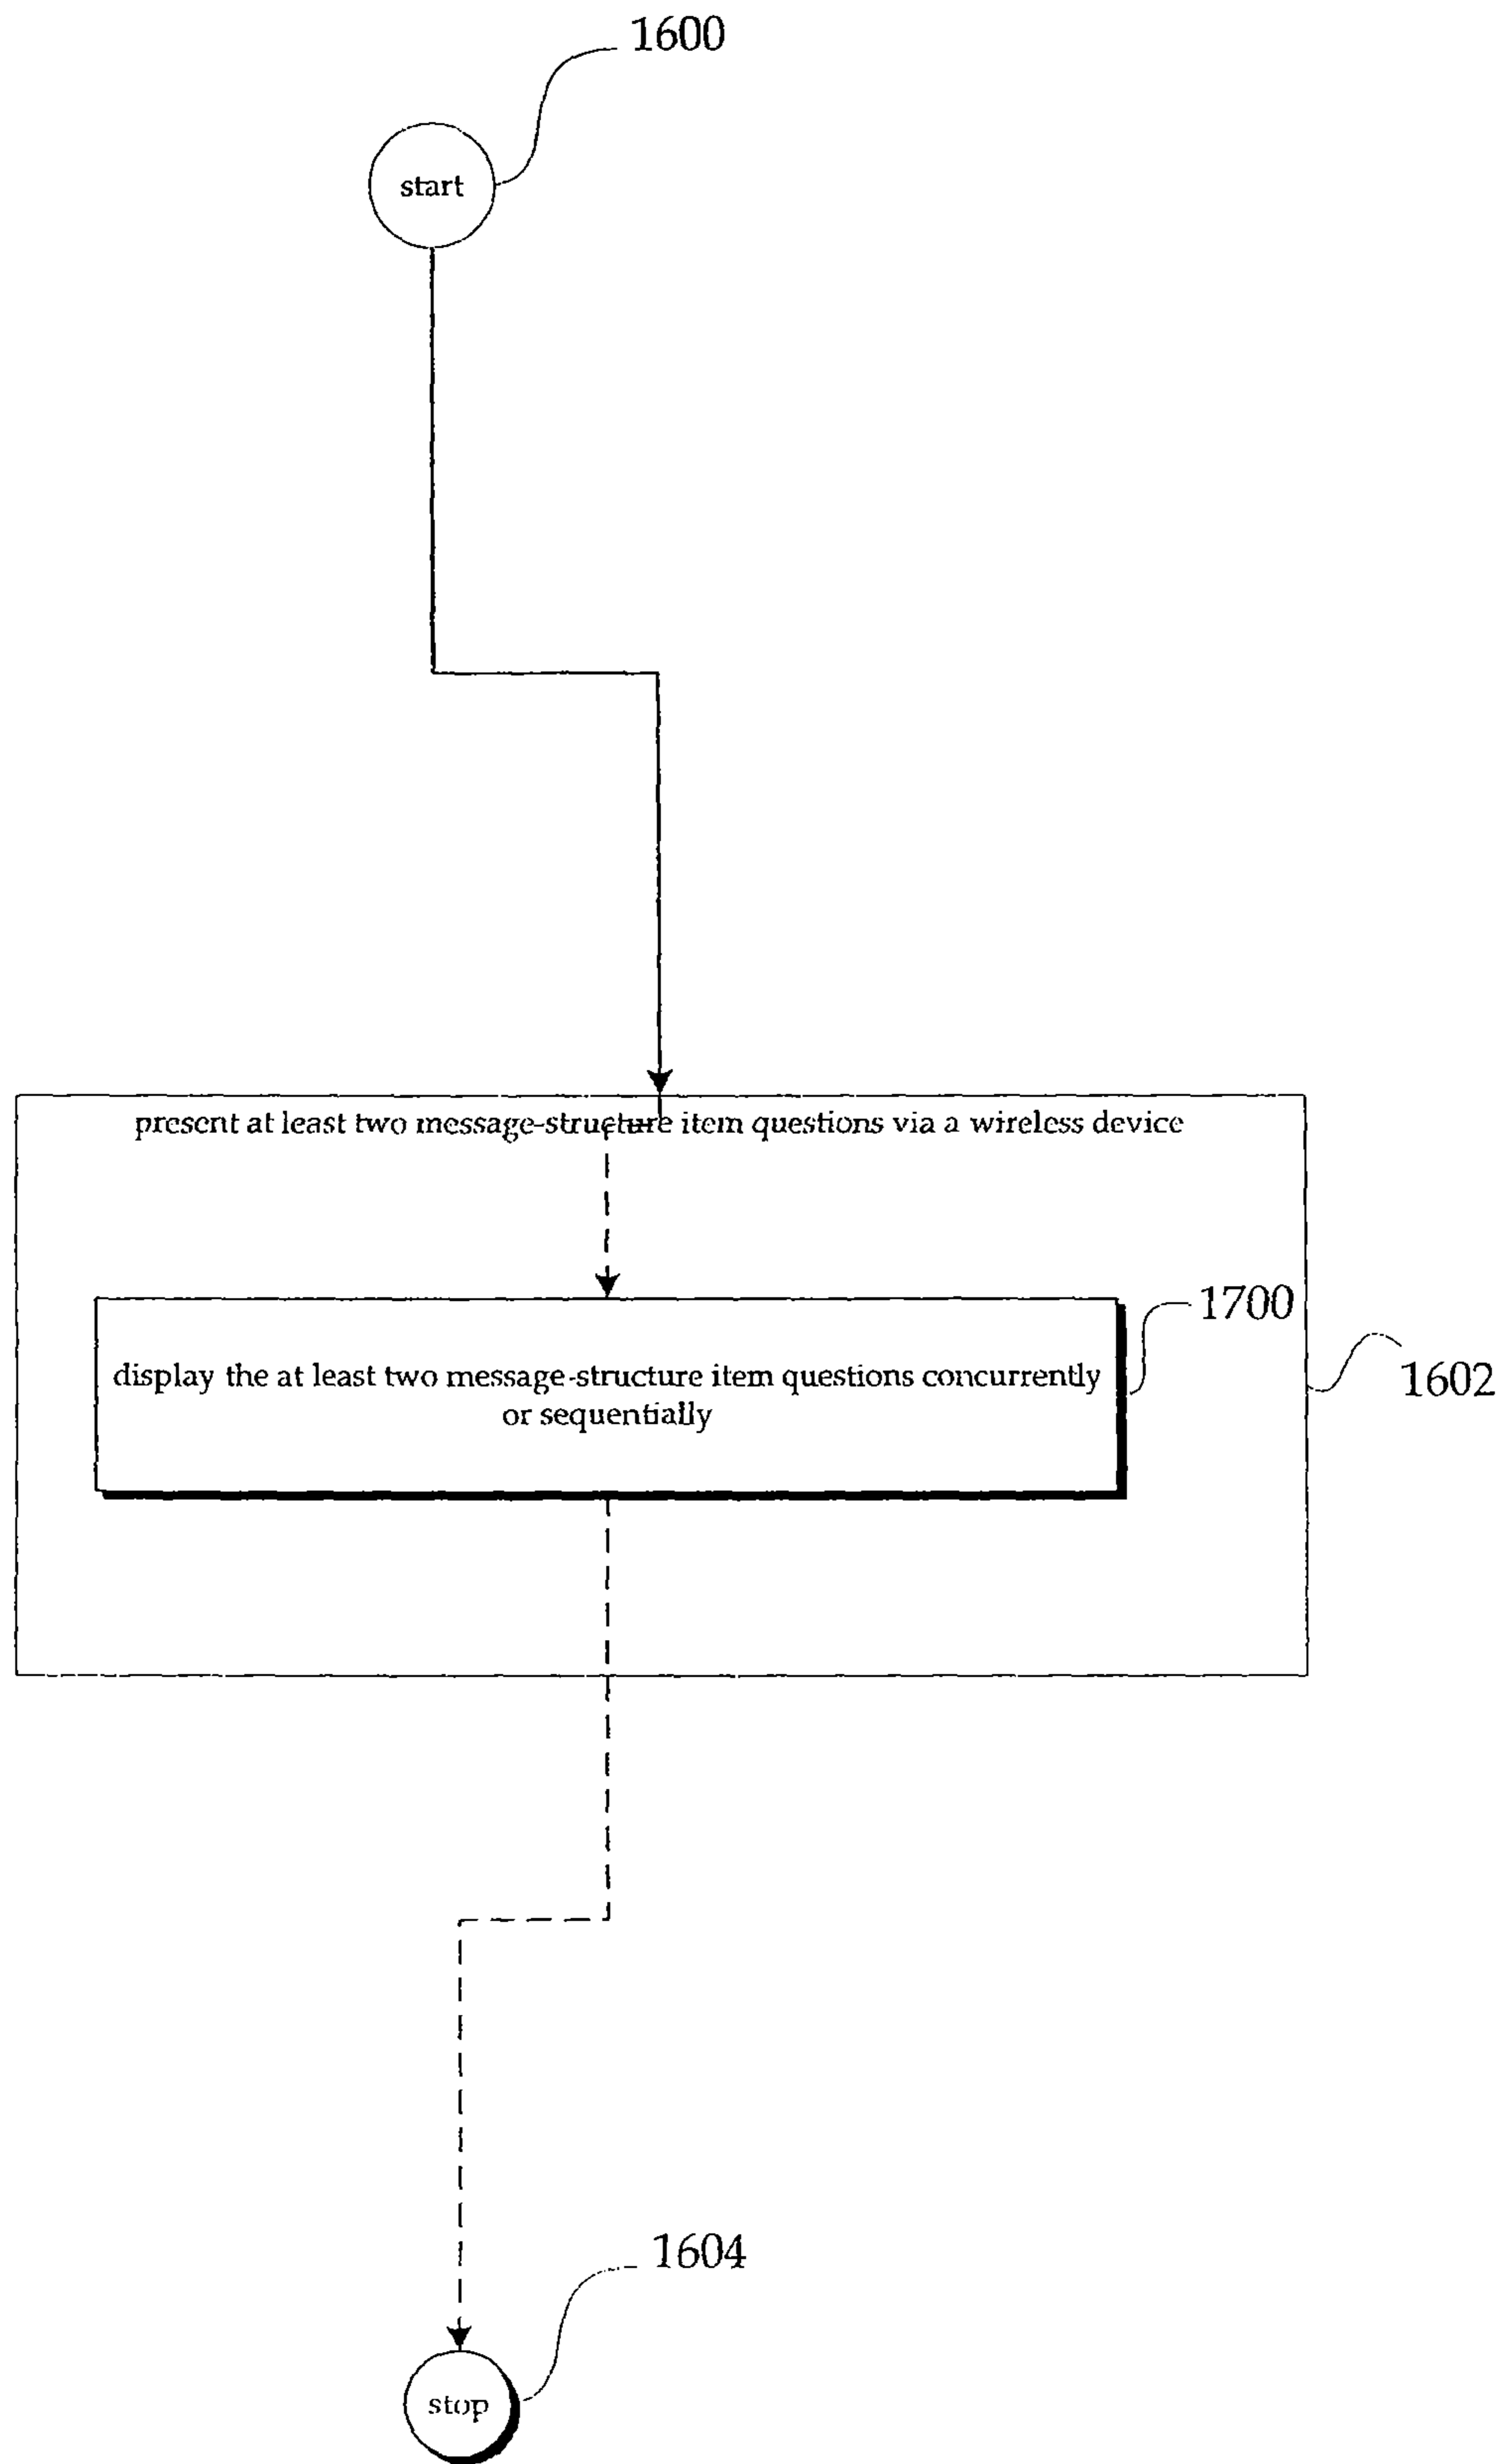 1600
start
present at least two message-structure item questions via a wireless device
1700
display the at least two message-structure item questions concurrently
or sequentially
1602
1604
stop